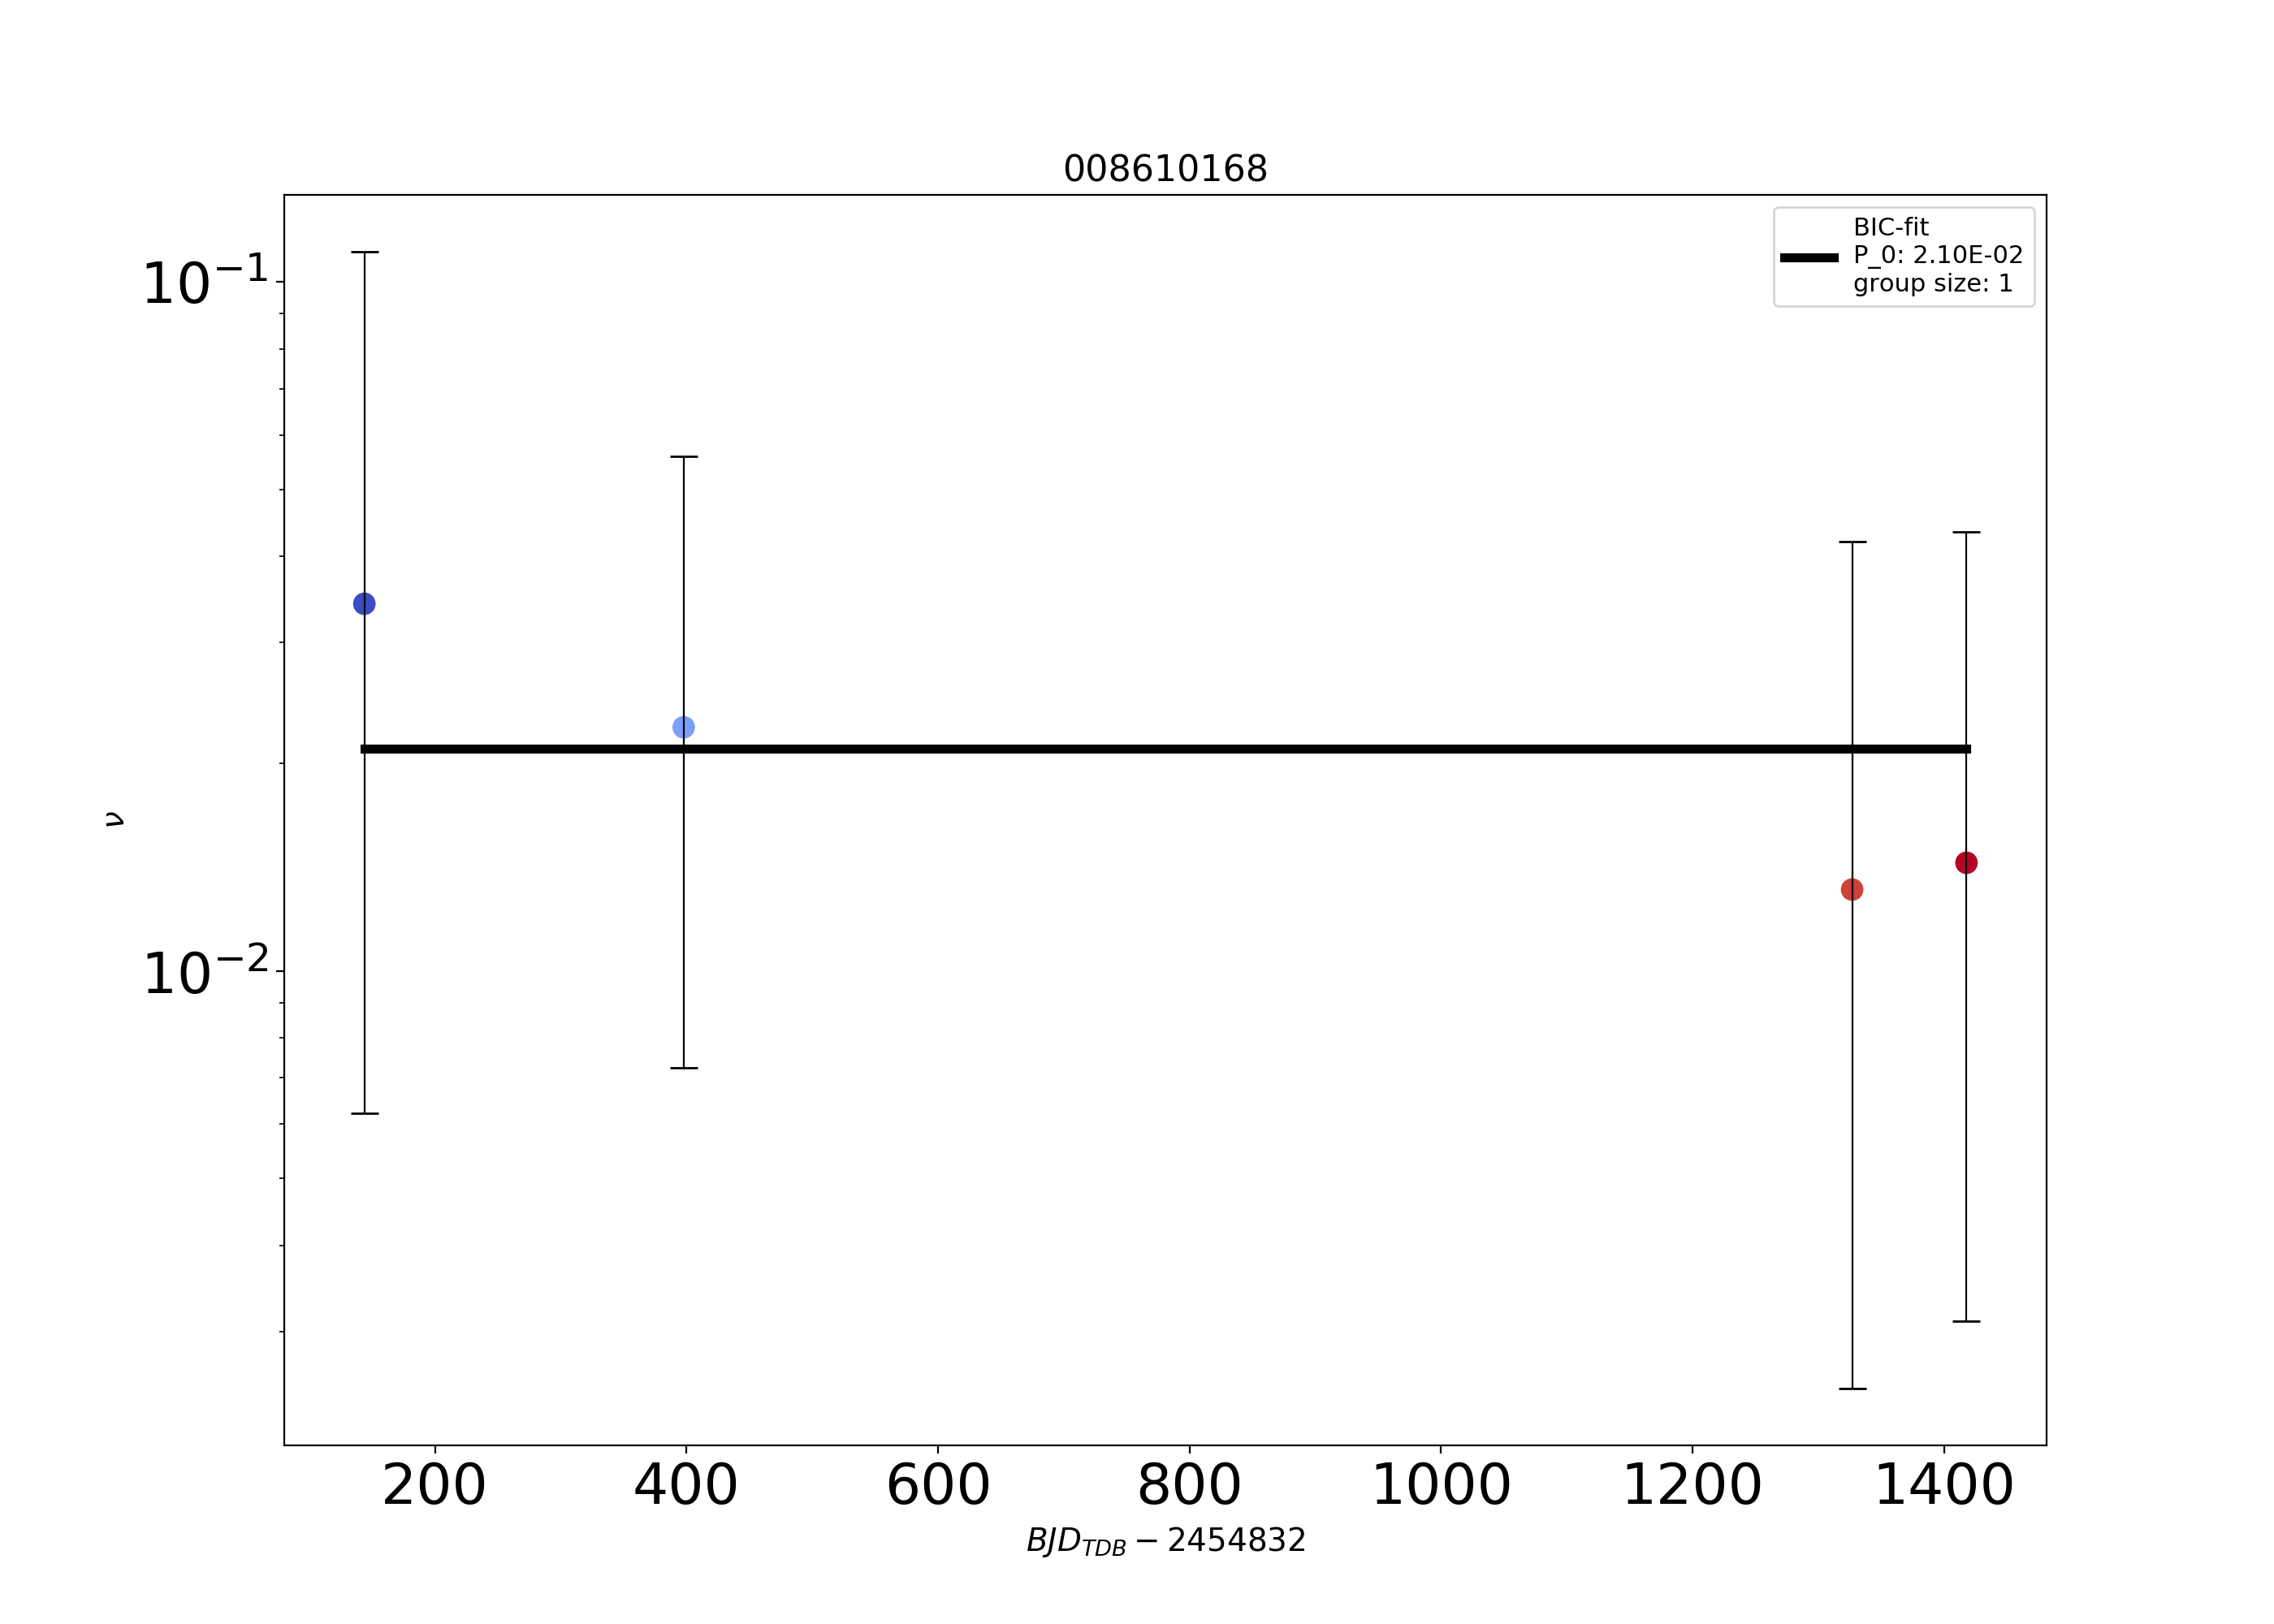 008610168
BIC-fit
P_0: 2.10E-02
group size: 1
10⁻¹
10⁻²
ν
200 400 600 800 1000 1200 1400
BJD_TDB − 2454832